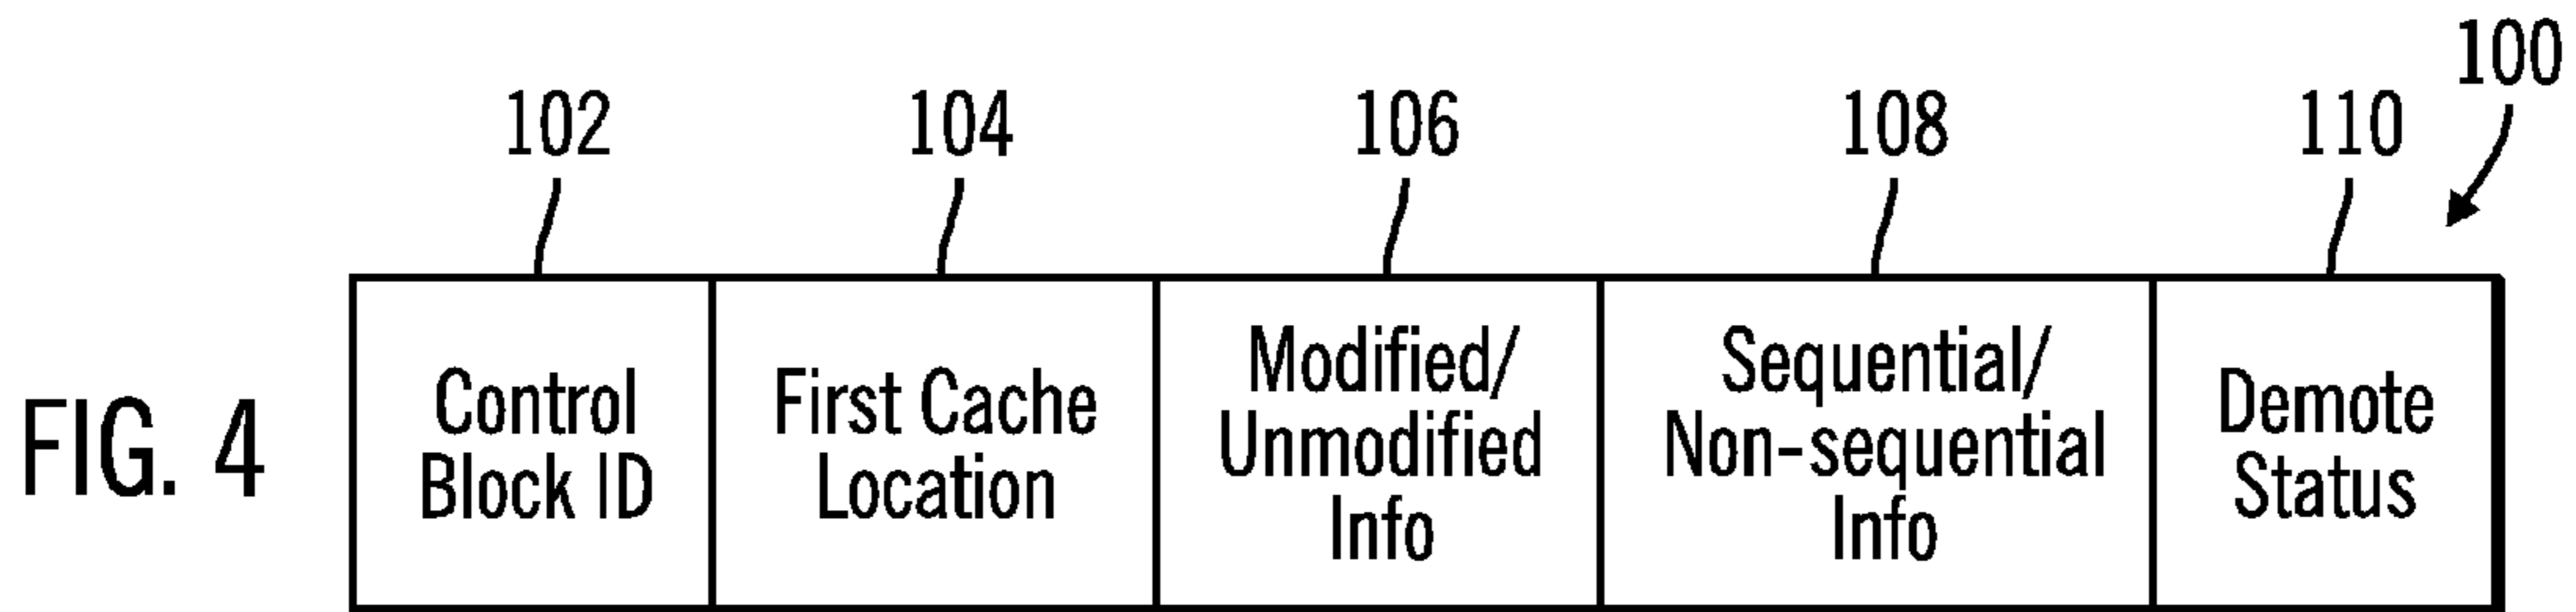 100
102 104 106 108 110
FIG. 4
Control
Block ID
First Cache
Location
Modified/
Unmodified
Info
Sequential/
Non-sequential
Info
Demote
Status